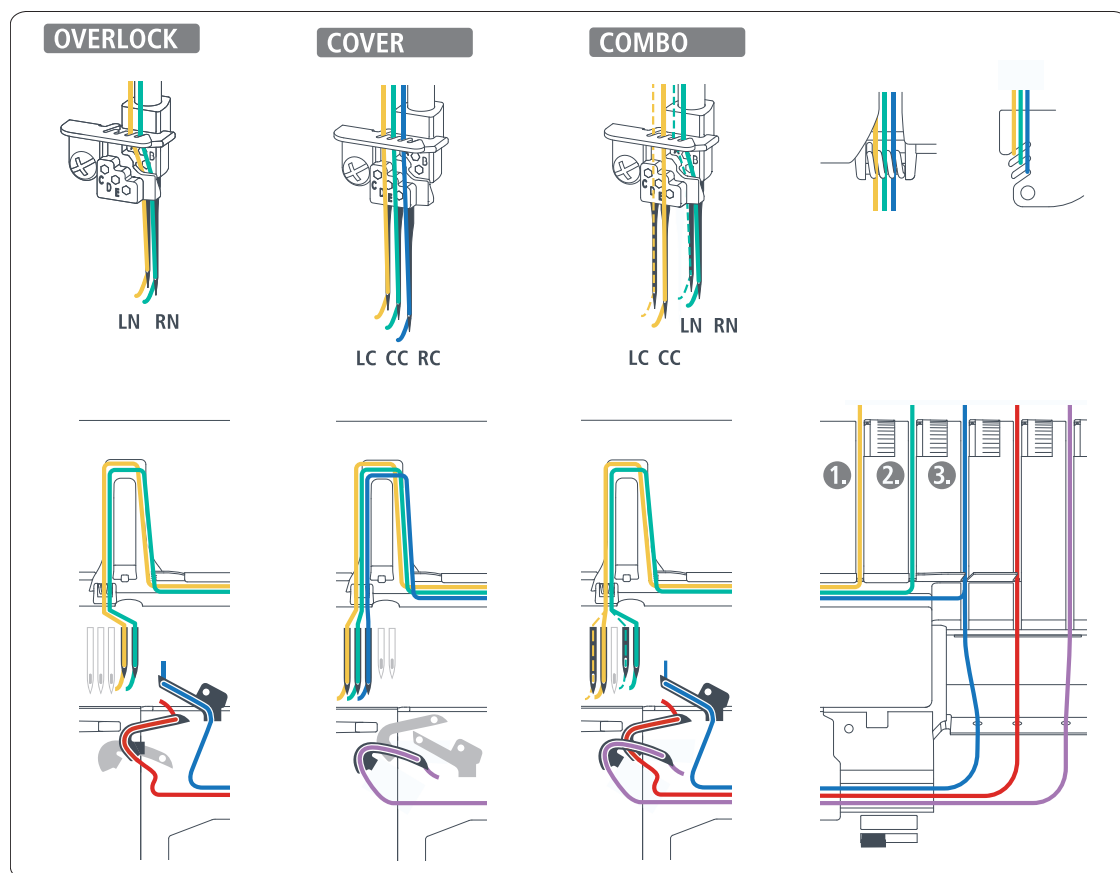 OVERLOCK
COVER
COMBO
B
C D E
B
C D E
B
C D E
LN RN
LC CC RC
LN RN
LC CC
1. 2. 3.